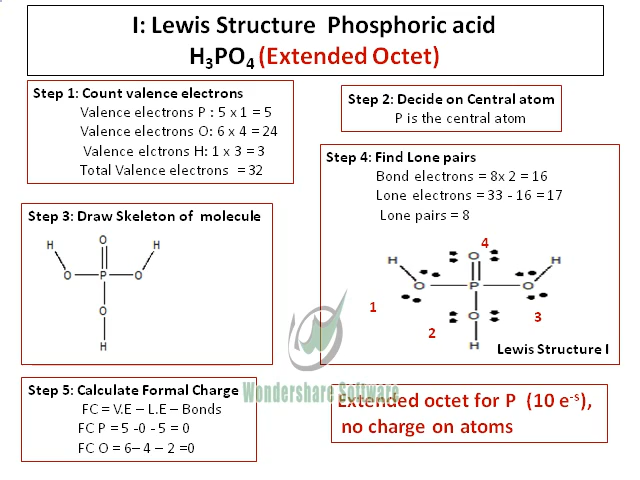 I: Lewis Structure Phosphoric acid
H₃PO₄ (Extended Octet)
Step 1: Count valence electrons
Valence electrons P : 5 x 1 = 5
Valence electrons O: 6 x 4 = 24
Valence elctrons H: 1 x 3 = 3
Total Valence electrons = 32
Step 2: Decide on Central atom
P is the central atom
Step 3: Draw Skeleton of molecule
H O H
O P O
O
H
Step 4: Find Lone pairs
Bond electrons = 8x 2 = 16
Lone electrons = 33 - 16 = 17
Lone pairs = 8
4
H O H
O P O
1 O 3
2
H
Lewis Structure I
Step 5: Calculate Formal Charge
FC = V.E – L.E – Bonds
FC P = 5 -0 - 5 = 0
FC O = 6– 4 – 2 =0
Wondershare Software
Extended octet for P (10 e⁻ˢ),
no charge on atoms